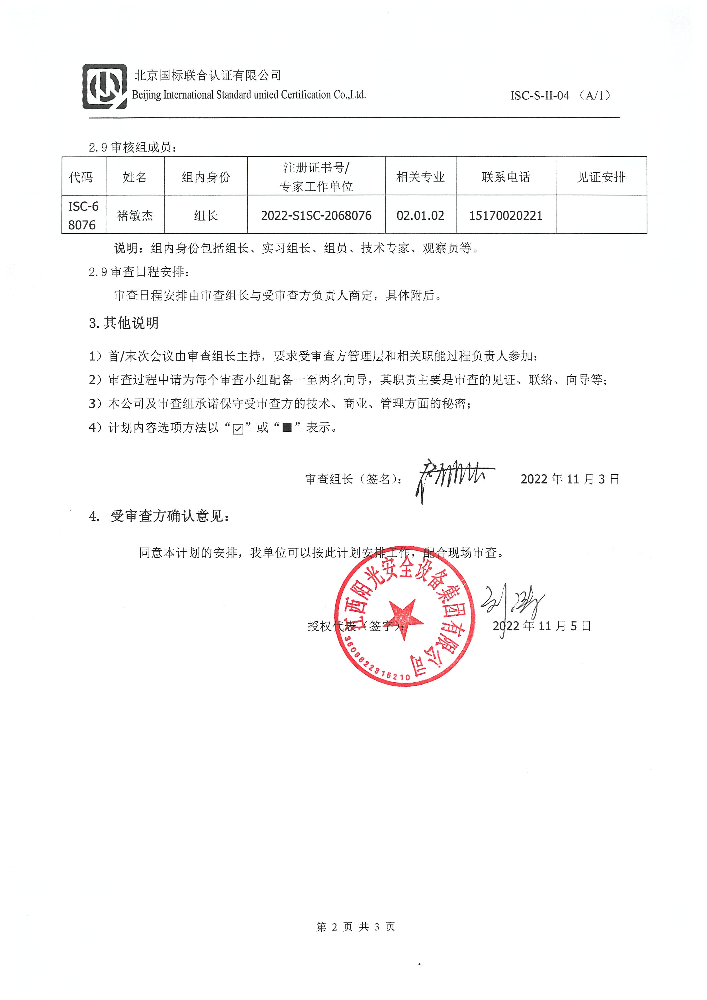 北京国标联合认证有限公司
Beijing International Standard united Certification Co.,Ltd.
ISC-S-II-04 （A/1）
2.9 审核组成员：
代码 姓名 组内身份 注册证书号/专家工作单位 相关专业 联系电话 见证安排
ISC-68076 褚敏杰 组长 2022-S1SC-2068076 02.01.02 15170020221
说明：组内身份包括组长、实习组长、组员、技术专家、观察员等。
2.9 审查日程安排：
审查日程安排由审查组长与受审查方负责人商定，具体附后。
3. 其他说明
1）首/末次会议由审查组长主持，要求受审查方管理层和相关职能过程负责人参加；
2）审查过程中请为每个审查小组配备一至两名向导，其职责主要是审查的见证、联络、向导等；
3）本公司及审查组承诺保守受审查方的技术、商业、管理方面的秘密；
4）计划内容选项方法以“☑”或“■”表示。
审查组长（签名）： 2022 年 11 月 3 日
4. 受审查方确认意见：
同意本计划的安排，我单位可以按此计划安排工作，配合现场审查。
江西阳光安全设备集团有限公司
3609822315210
授权代表（签字）： 2022 年 11 月 5 日
第 2 页 共 3 页